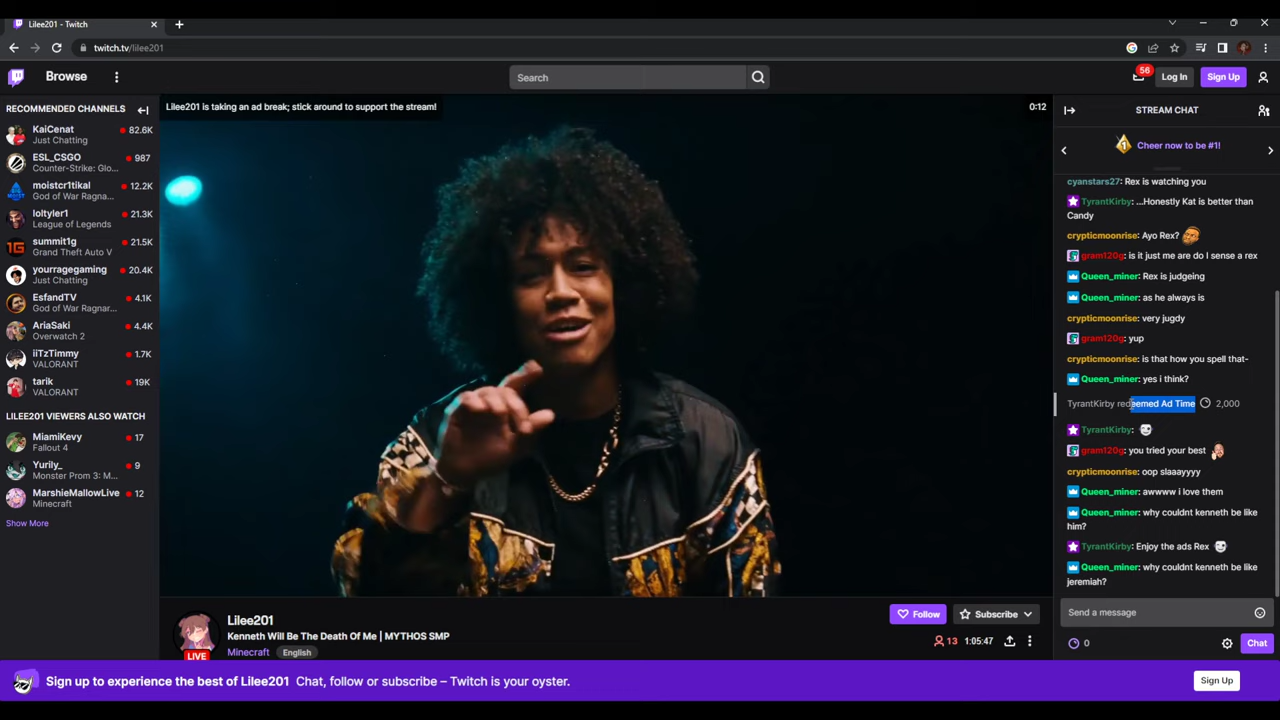 Lilee201 - Twitch
twitch.tv/lilee201
Browse
Search
56
Log In
Sign Up
RECOMMENDED CHANNELS
KaiCenat
82.6K
Just Chatting
ESL_CSGO
987
Counter-Strike: Glo...
moistcr1tikal
12.2K
God of War Ragna...
loltyler1
21.3K
League of Legends
summit1g
21.5K
Grand Theft Auto V
yourragegaming
20.4K
Just Chatting
EsfandTV
4.1K
God of War Ragnar...
AriaSaki
4.4K
Overwatch 2
iiTzTimmy
1.7K
VALORANT
tarik
19K
VALORANT
LILEE201 VIEWERS ALSO WATCH
MiamiKevy
17
Fallout 4
Yurily_
9
Monster Prom 3: M...
MarshieMallowLive
12
Minecraft
Show More
Lilee201 is taking an ad break; stick around to support the stream!
0:12
Lilee201
Kenneth Will Be The Death Of Me | MYTHOS SMP
Minecraft
English
LIVE
Follow
Subscribe
13
1:05:47
STREAM CHAT
1
Cheer now to be #1!
cyanstars27: Rex is watching you
TyrantKirby: ...Honestly Kat is better than
Candy
crypticmoonrise: Ayo Rex?
gram120g: is it just me are do I sense a rex
Queen_miner: Rex is judgeing
Queen_miner: as he always is
crypticmoonrise: very jugdy
gram120g: yup
crypticmoonrise: is that how you spell that-
Queen_miner: yes i think?
TyrantKirby redeemed Ad Time 2,000
TyrantKirby:
gram120g: you tried your best
crypticmoonrise: oop slaaayyyy
Queen_miner: awwww i love them
Queen_miner: why couldnt kenneth be like
him?
TyrantKirby: Enjoy the ads Rex
Queen_miner: why couldnt kenneth be like
jeremiah?
Send a message
0
Chat
Sign up to experience the best of Lilee201 Chat, follow or subscribe – Twitch is your oyster.
Sign Up